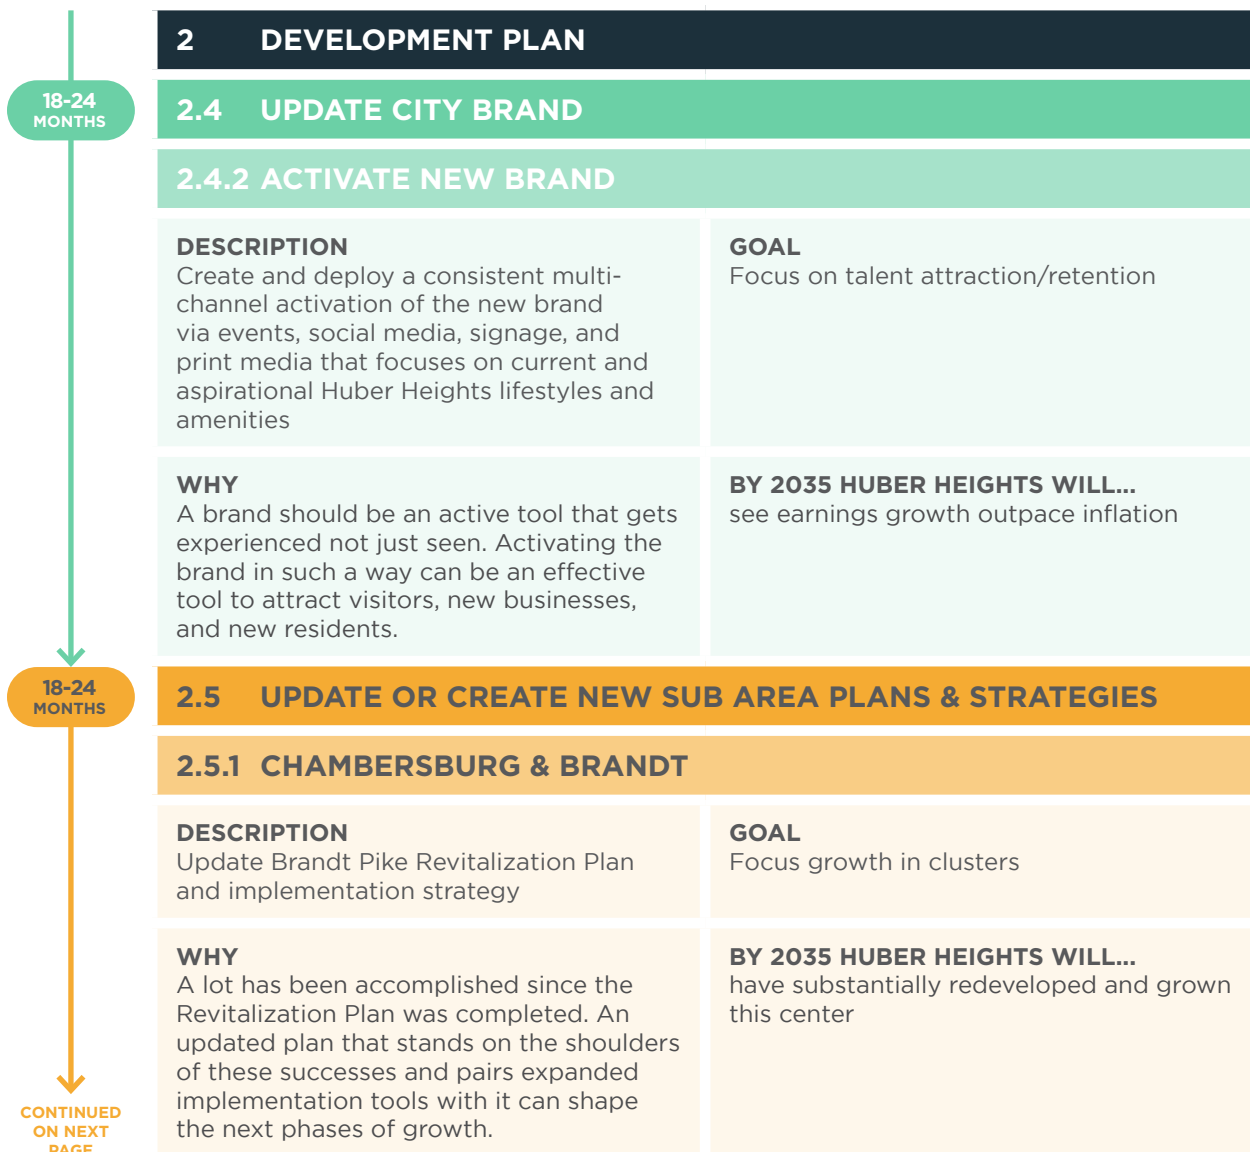 2 DEVELOPMENT PLAN
18-24
MONTHS
2.4 UPDATE CITY BRAND
2.4.2 ACTIVATE NEW BRAND
DESCRIPTION
Create and deploy a consistent multi-
channel activation of the new brand
via events, social media, signage, and
print media that focuses on current and
aspirational Huber Heights lifestyles and
amenities
GOAL
Focus on talent attraction/retention
WHY
A brand should be an active tool that gets
experienced not just seen. Activating the
brand in such a way can be an effective
tool to attract visitors, new businesses,
and new residents.
BY 2035 HUBER HEIGHTS WILL...
see earnings growth outpace inflation
18-24
MONTHS
2.5 UPDATE OR CREATE NEW SUB AREA PLANS & STRATEGIES
2.5.1 CHAMBERSBURG & BRANDT
DESCRIPTION
Update Brandt Pike Revitalization Plan
and implementation strategy
GOAL
Focus growth in clusters
WHY
A lot has been accomplished since the
Revitalization Plan was completed. An
updated plan that stands on the shoulders
of these successes and pairs expanded
implementation tools with it can shape
the next phases of growth.
BY 2035 HUBER HEIGHTS WILL...
have substantially redeveloped and grown
this center
CONTINUED
ON NEXT
PAGE